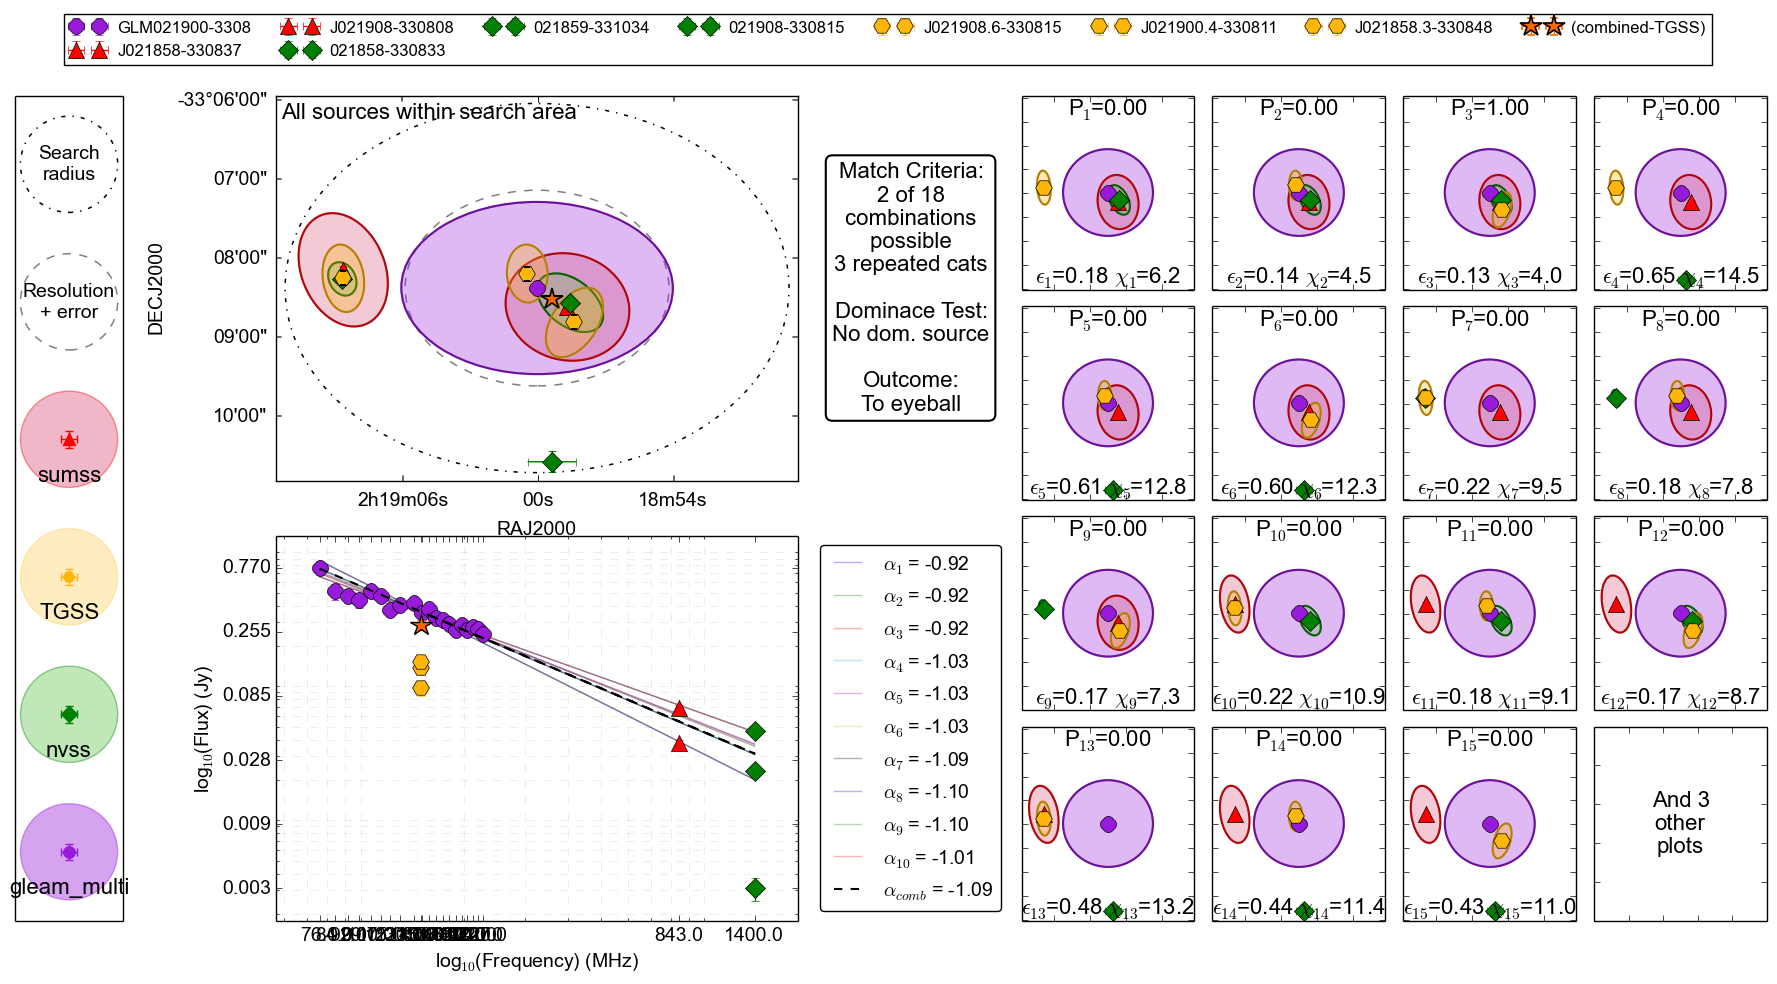 GLM021900-3308
J021908-330808
021859-331034
021908-330815
J021908.6-330815
J021900.4-330811
J021858.3-330848
(combined-TGSS)
J021858-330837
021858-330833
Search
radius
Resolution
+ error
sumss
TGSS
nvss
gleam_multi
All sources within search area
-33°06'00"
07'00"
08'00"
09'00"
10'00"
DECJ2000
2h19m06s
00s
18m54s
RAJ2000
Match Criteria:
2 of 18
combinations
possible
3 repeated cats
Dominace Test:
No dom. source
Outcome:
To eyeball
0.770
0.255
0.085
0.028
0.009
0.003
log10(Flux) (Jy)
843.0
1400.0
log10(Frequency) (MHz)
α1 = -0.92
α2 = -0.92
α3 = -0.92
α4 = -1.03
α5 = -1.03
α6 = -1.03
α7 = -1.09
α8 = -1.10
α9 = -1.10
α10 = -1.01
αcomb = -1.09
P1=0.00
ϵ1=0.18 χ1=6.2
P2=0.00
ϵ2=0.14 χ2=4.5
P3=1.00
ϵ3=0.13 χ3=4.0
P4=0.00
ϵ4=0.65 χ4=14.5
P5=0.00
ϵ5=0.61 χ5=12.8
P6=0.00
ϵ6=0.60 χ6=12.3
P7=0.00
ϵ7=0.22 χ7=9.5
P8=0.00
ϵ8=0.18 χ8=7.8
P9=0.00
ϵ9=0.17 χ9=7.3
P10=0.00
ϵ10=0.22 χ10=10.9
P11=0.00
ϵ11=0.18 χ11=9.1
P12=0.00
ϵ12=0.17 χ12=8.7
P13=0.00
ϵ13=0.48 χ13=13.2
P14=0.00
ϵ14=0.44 χ14=11.4
P15=0.00
ϵ15=0.43 χ15=11.0
And 3
other
plots